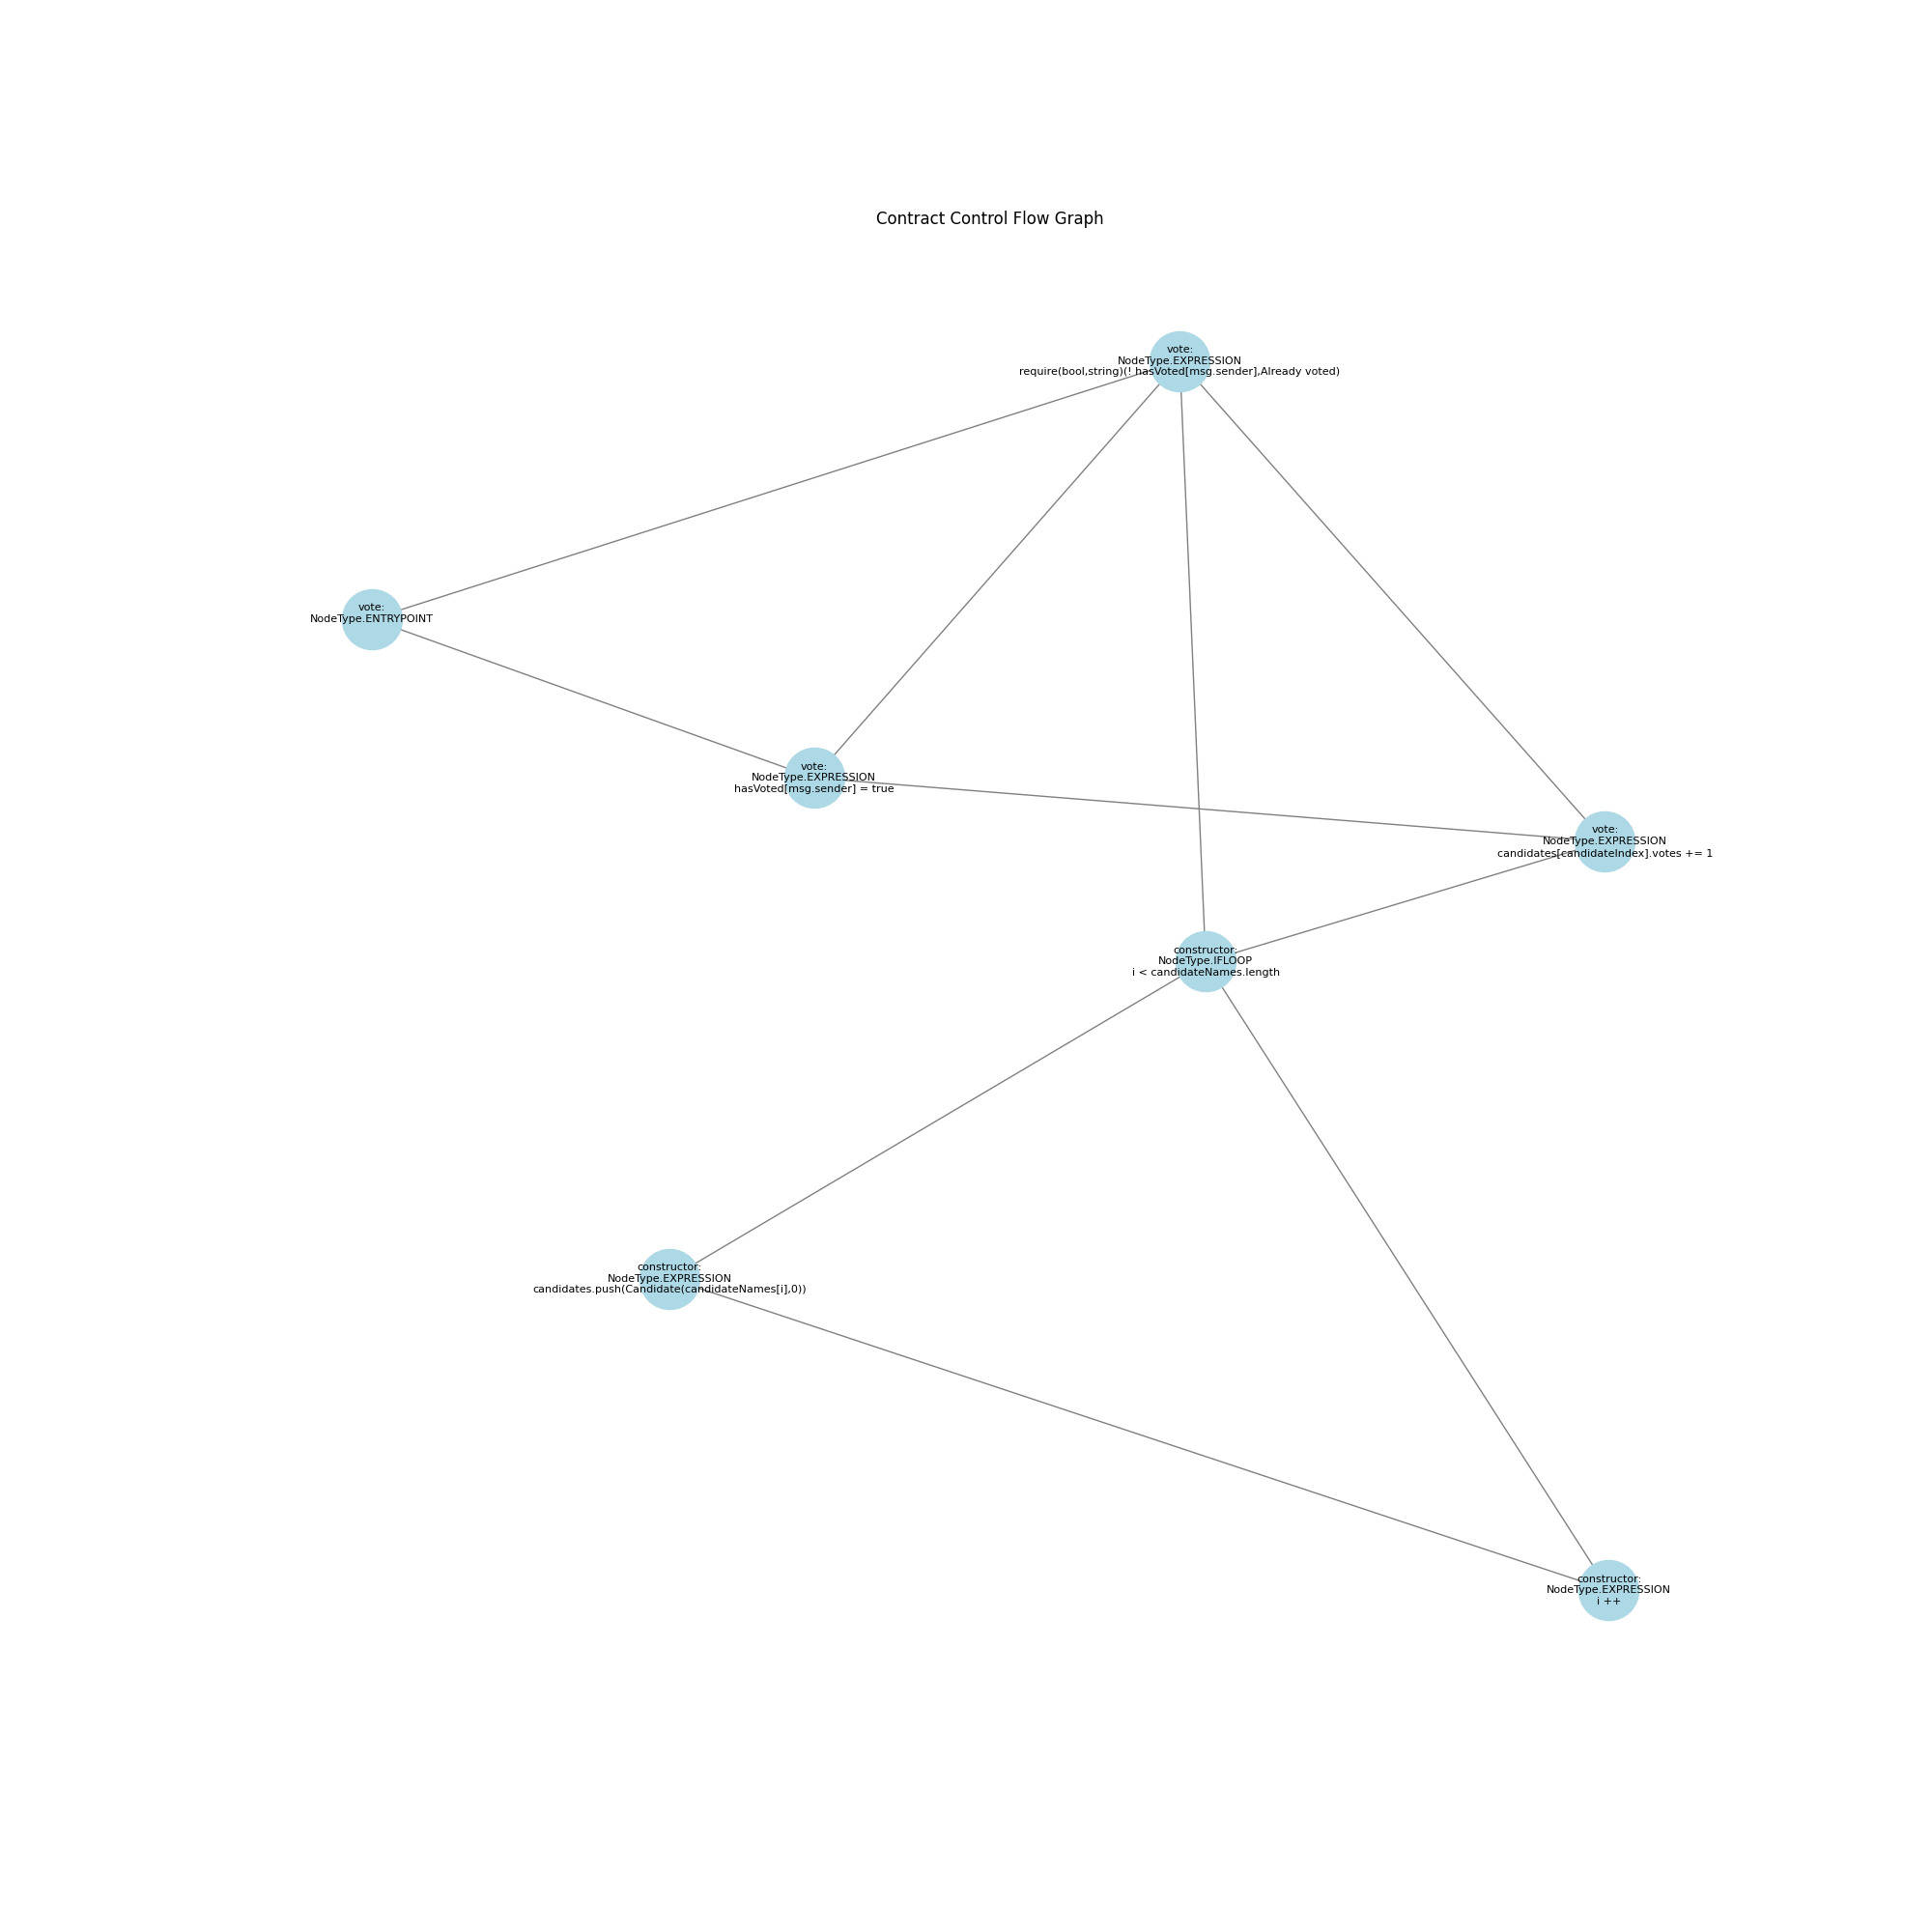 Contract Control Flow Graph
vote:
NodeType.EXPRESSION
require(bool,string)(! hasVoted[msg.sender],Already voted)
vote:
NodeType.ENTRYPOINT
vote:
NodeType.EXPRESSION
hasVoted[msg.sender] = true
vote:
NodeType.EXPRESSION
candidates[candidateIndex].votes += 1
constructor:
NodeType.IFLOOP
i < candidateNames.length
constructor:
NodeType.EXPRESSION
candidates.push(Candidate(candidateNames[i],0))
constructor:
NodeType.EXPRESSION
i ++